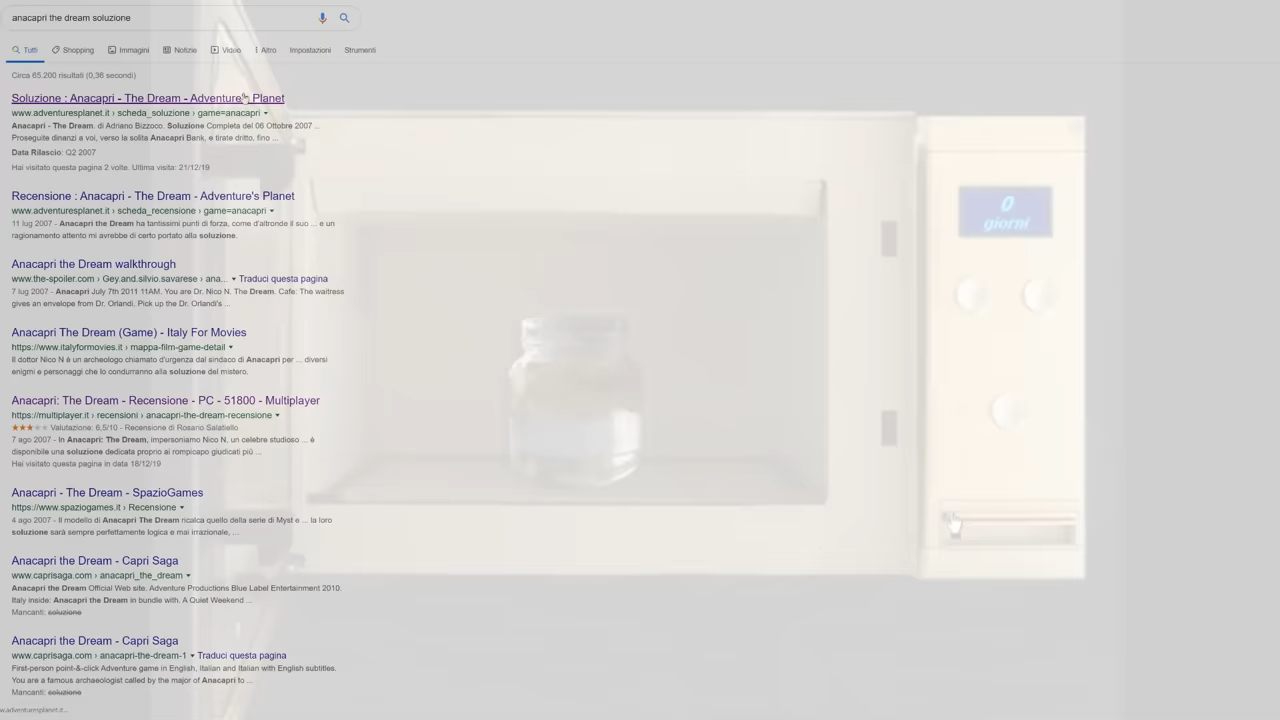 anacapri the dream soluzione
Tutti Shopping Immagini Notizie Video Altro Impostazioni Strumenti
Circa 65.200 risultati (0,36 secondi)
Soluzione : Anacapri - The Dream - Adventure's Planet
www.adventuresplanet.it › scheda_soluzione › game=anacapri
Anacapri - The Dream. di Adriano Bizzoco. Soluzione Completa del 06 Ottobre 2007 ...
Proseguite dinanzi a voi, verso la solita Anacapri Bank, e tirate dritto, fino ...
Data Rilascio: Q2 2007
Hai visitato questa pagina 2 volte. Ultima visita: 21/12/19
Recensione : Anacapri - The Dream - Adventure's Planet
www.adventuresplanet.it › scheda_recensione › game=anacapri
11 lug 2007 - Anacapri the Dream ha tantissimi punti di forza, come d'altronde il suo ... e un
ragionamento attento mi avrebbe di certo portato alla soluzione.
Anacapri the Dream walkthrough
www.the-spoiler.com › Gey.and.silvio.savarese › ana... Traduci questa pagina
7 lug 2007 - Anacapri July 7th 2011 11AM. You are Dr. Nico N. The Dream. Cafe: The waitress
gives an envelope from Dr. Orlandi. Pick up the Dr. Orlandi's ...
Anacapri The Dream (Game) - Italy For Movies
https://www.italyformovies.it › mappa-film-game-detail
Il dottor Nico N è un archeologo chiamato d'urgenza dal sindaco di Anacapri per ... diversi
enigmi e personaggi che lo condurranno alla soluzione del mistero.
Anacapri: The Dream - Recensione - PC - 51800 - Multiplayer
https://multiplayer.it › recensioni › anacapri-the-dream-recensione
Valutazione: 6,5/10 - Recensione di Rosario Salatiello
7 ago 2007 - In Anacapri: The Dream, impersoniamo Nico N, un celebre studioso ... è
disponibile una soluzione dedicata proprio ai rompicapo giudicati più ...
Hai visitato questa pagina in data 18/12/19
Anacapri - The Dream - SpazioGames
https://www.spaziogames.it › Recensione
4 ago 2007 - Il modello di Anacapri The Dream ricalca quello della serie di Myst e ... la loro
soluzione sarà sempre perfettamente logica e mai irrazionale, ...
Anacapri the Dream - Capri Saga
www.caprisaga.com › anacapri_the_dream
Anacapri the Dream Official Web site. Adventure Productions Blue Label Entertainment 2010.
Italy inside: Anacapri the Dream in bundle with. A Quiet Weekend ...
Mancanti: soluzione
Anacapri the Dream - Capri Saga
www.caprisaga.com › anacapri-the-dream-1 Traduci questa pagina
First-person point-&-click Adventure game in English, Italian and Italian with English subtitles.
You are a famous archaeologist called by the major of Anacapri to ...
Mancanti: soluzione
w.adventuresplanet.it...
0
giorni